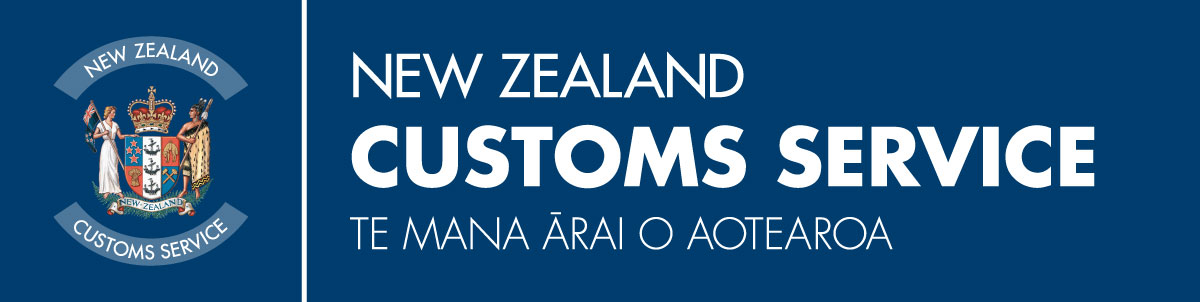 NEW ZEALAND
NEW-ZEALAND
CUSTOMS SERVICE
NEW ZEALAND
CUSTOMS SERVICE
TE MANA ĀRAI O AOTEAROA